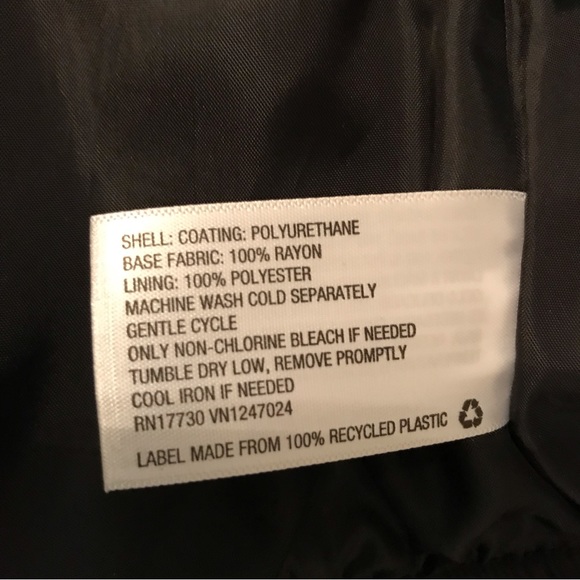 SHELL: COATING: POLYURETHANE
BASE FABRIC: 100% RAYON
LINING: 100% POLYESTER
MACHINE WASH COLD SEPARATELY
GENTLE CYCLE
ONLY NON-CHLORINE BLEACH IF NEEDED
TUMBLE DRY LOW, REMOVE PROMPTLY
COOL IRON IF NEEDED
RN17730 VN1247024
LABEL MADE FROM 100% RECYCLED PLASTIC